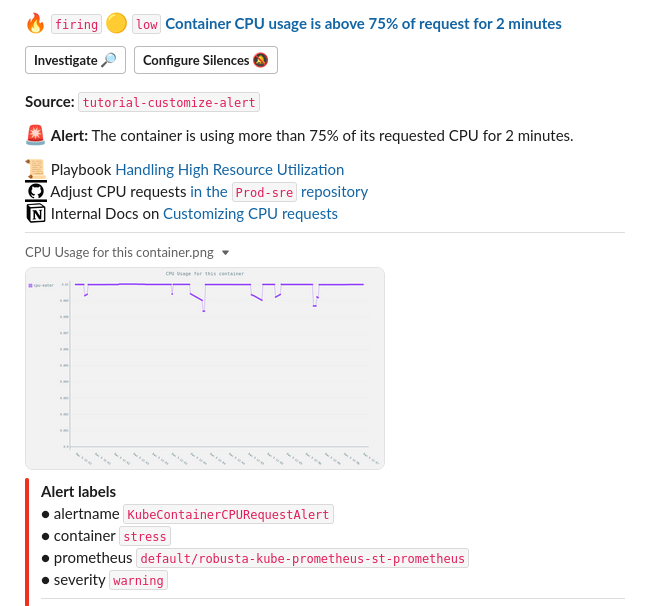 firing low Container CPU usage is above 75% of request for 2 minutes
Investigate Configure Silences
Source: tutorial-customize-alert
Alert: The container is using more than 75% of its requested CPU for 2 minutes.
Playbook Handling High Resource Utilization
Adjust CPU requests in the Prod-sre repository
Internal Docs on Customizing CPU requests
CPU Usage for this container.png
CPU Usage for this container
Alert labels
● alertname KubeContainerCPURequestAlert
● container stress
● prometheus default/robusta-kube-prometheus-st-prometheus
● severity warning